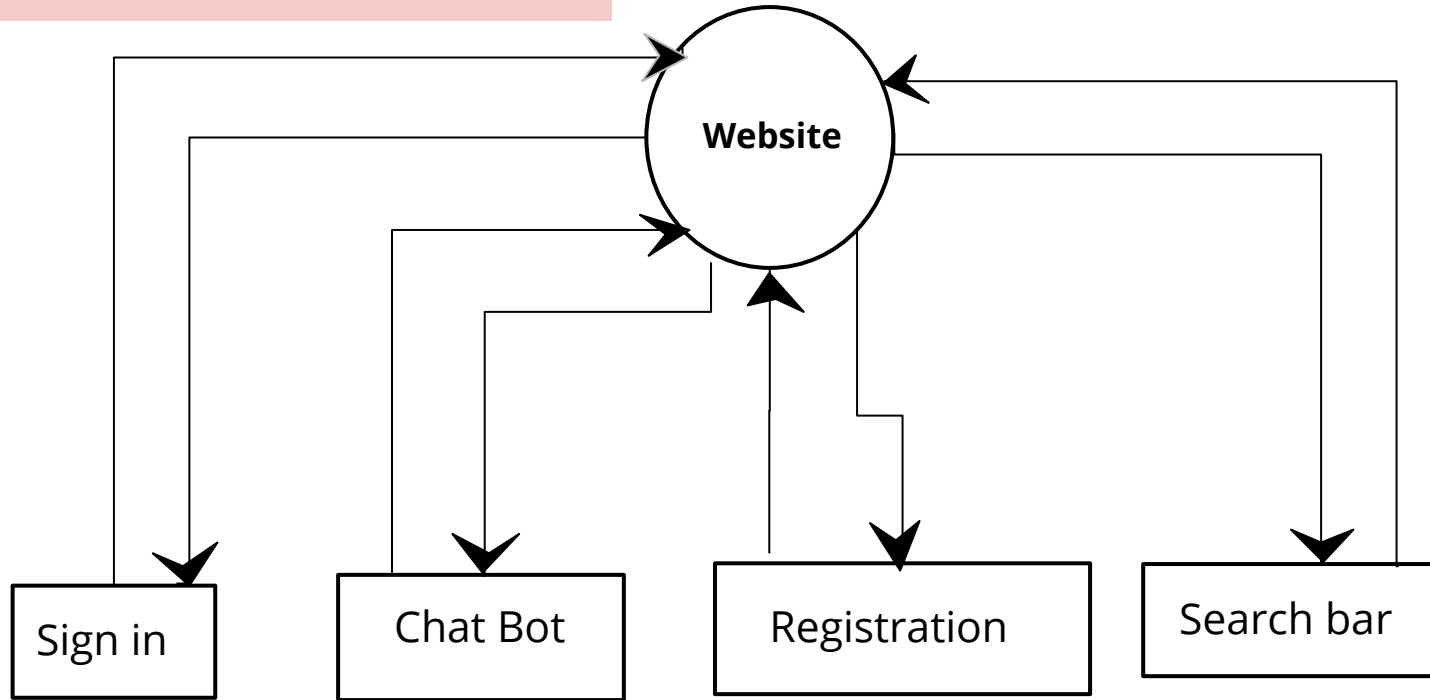 Website
Sign in
Chat Bot
Registration
Search bar